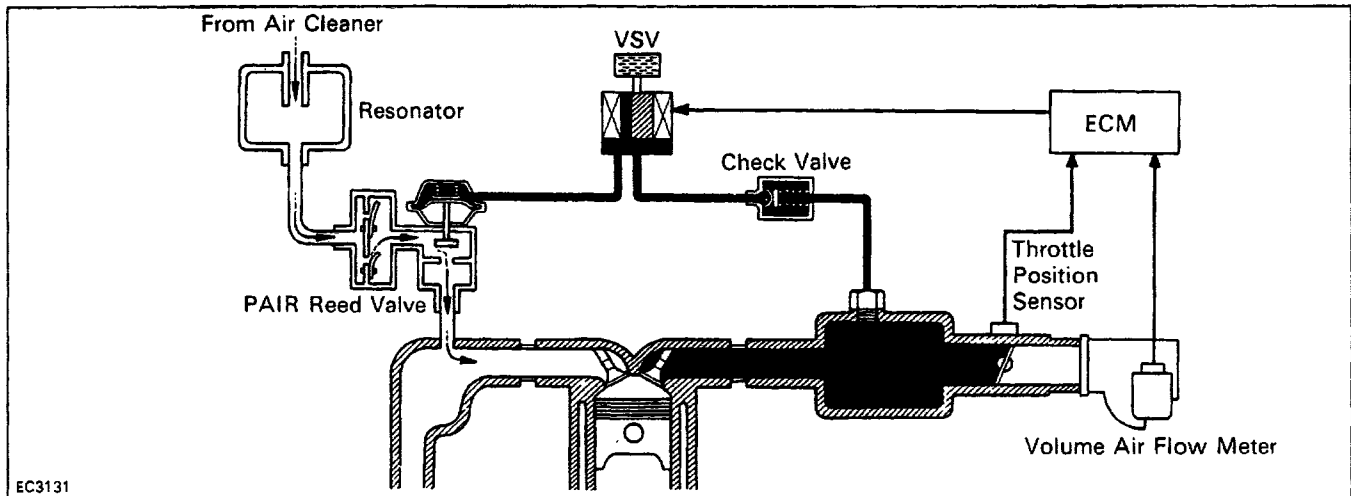 From Air Cleaner
VSV
Resonator
ECM
Check Valve
Throttle
Position
Sensor
PAIR Reed Valve
Volume Air Flow Meter
EC3131